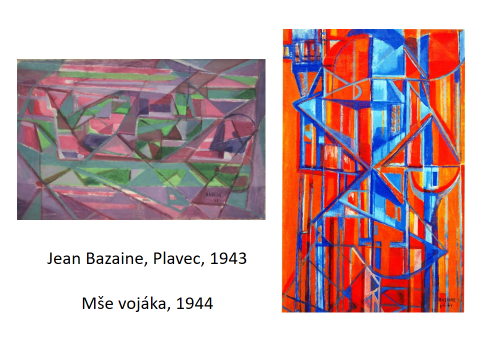 Jean Bazaine, Plavec, 1943
Mše vojáka, 1944